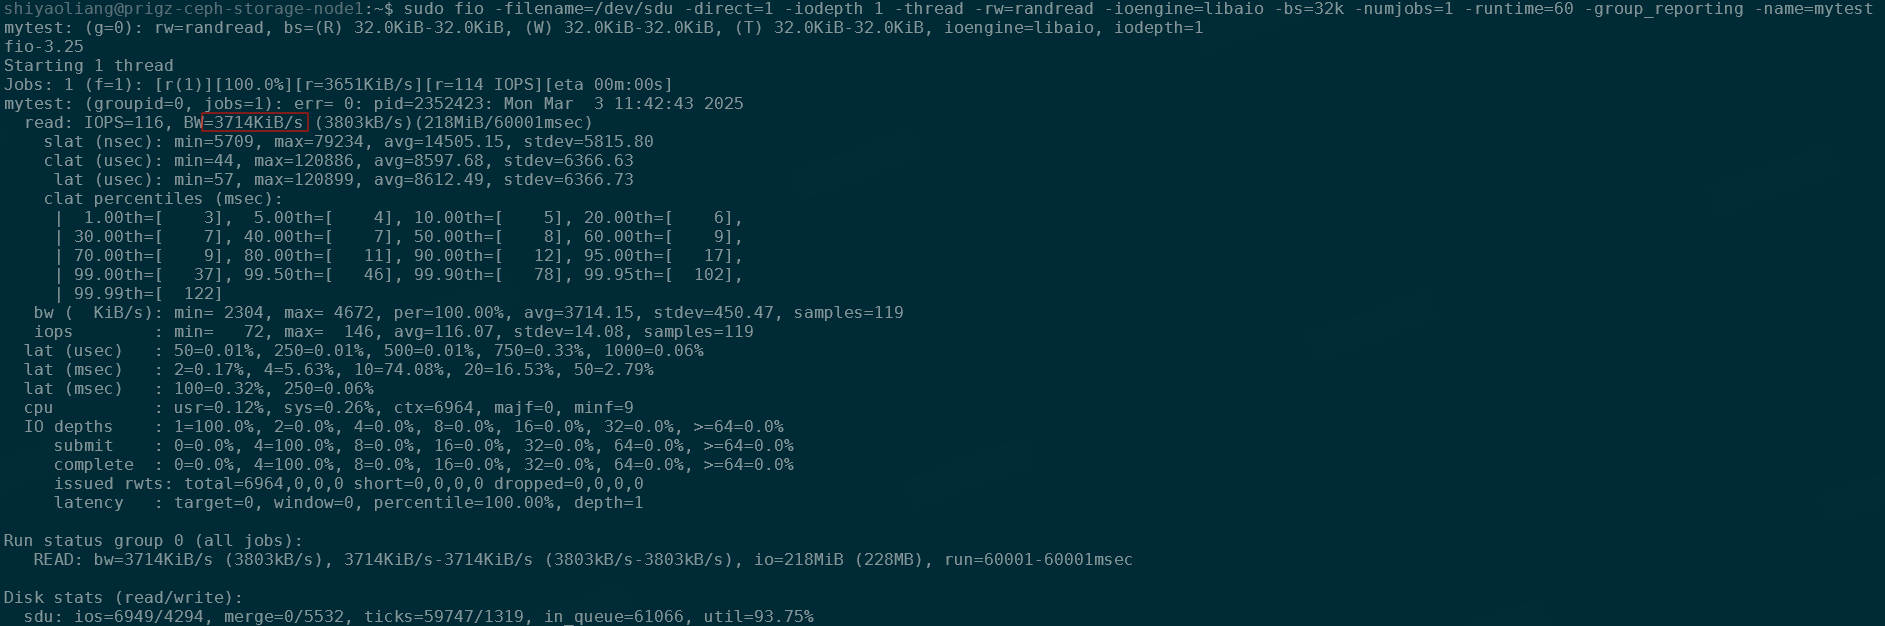 shiyaoliang@prigz-ceph-storage-node1:~$ sudo fio -filename=/dev/sdu -direct=1 -iodepth 1 -thread -rw=randread -ioengine=libaio -bs=32k -numjobs=1 -runtime=60 -group_reporting -name=mytest
mytest: (g=0): rw=randread, bs=(R) 32.0KiB-32.0KiB, (W) 32.0KiB-32.0KiB, (T) 32.0KiB-32.0KiB, ioengine=libaio, iodepth=1
fio-3.25
Starting 1 thread
Jobs: 1 (f=1): [r(1)][100.0%][r=3651KiB/s][r=114 IOPS][eta 00m:00s]
mytest: (groupid=0, jobs=1): err= 0: pid=2352423: Mon Mar  3 11:42:43 2025
  read: IOPS=116, BW=3714KiB/s (3803kB/s)(218MiB/60001msec)
    slat (nsec): min=5709, max=79234, avg=14505.15, stdev=5815.80
    clat (usec): min=44, max=120886, avg=8597.68, stdev=6366.63
     lat (usec): min=57, max=120899, avg=8612.49, stdev=6366.73
    clat percentiles (msec):
     |  1.00th=[    3],  5.00th=[    4], 10.00th=[    5], 20.00th=[    6],
     | 30.00th=[    7], 40.00th=[    7], 50.00th=[    8], 60.00th=[    9],
     | 70.00th=[    9], 80.00th=[   11], 90.00th=[   12], 95.00th=[   17],
     | 99.00th=[   37], 99.50th=[   46], 99.90th=[   78], 99.95th=[  102],
     | 99.99th=[  122]
   bw (  KiB/s): min= 2304, max= 4672, per=100.00%, avg=3714.15, stdev=450.47, samples=119
   iops        : min=   72, max=  146, avg=116.07, stdev=14.08, samples=119
  lat (usec)   : 50=0.01%, 250=0.01%, 500=0.01%, 750=0.33%, 1000=0.06%
  lat (msec)   : 2=0.17%, 4=5.63%, 10=74.08%, 20=16.53%, 50=2.79%
  lat (msec)   : 100=0.32%, 250=0.06%
  cpu          : usr=0.12%, sys=0.26%, ctx=6964, majf=0, minf=9
  IO depths    : 1=100.0%, 2=0.0%, 4=0.0%, 8=0.0%, 16=0.0%, 32=0.0%, >=64=0.0%
     submit    : 0=0.0%, 4=100.0%, 8=0.0%, 16=0.0%, 32=0.0%, 64=0.0%, >=64=0.0%
     complete  : 0=0.0%, 4=100.0%, 8=0.0%, 16=0.0%, 32=0.0%, 64=0.0%, >=64=0.0%
     issued rwts: total=6964,0,0,0 short=0,0,0,0 dropped=0,0,0,0
     latency   : target=0, window=0, percentile=100.00%, depth=1
Run status group 0 (all jobs):
   READ: bw=3714KiB/s (3803kB/s), 3714KiB/s-3714KiB/s (3803kB/s-3803kB/s), io=218MiB (228MB), run=60001-60001msec
Disk stats (read/write):
  sdu: ios=6949/4294, merge=0/5532, ticks=59747/1319, in_queue=61066, util=93.75%